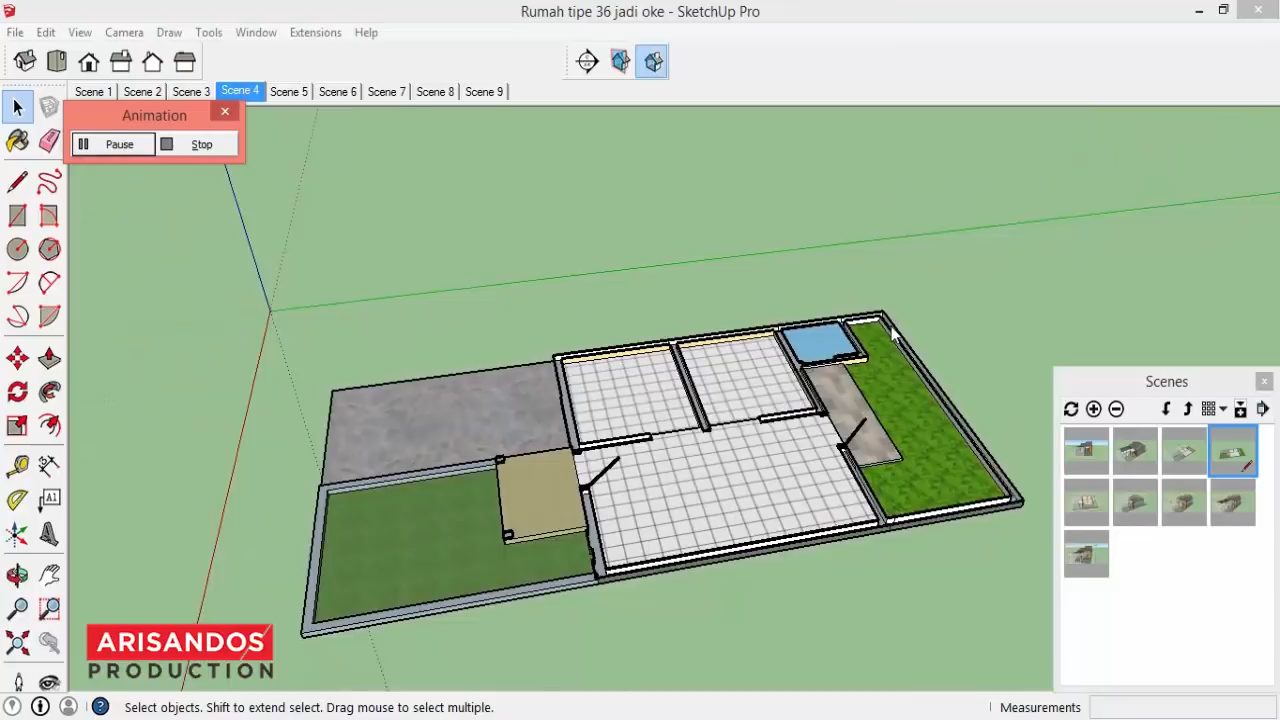 Rumah tipe 36 jadi oke - SketchUp Pro
File Edit View Camera Draw Tools Window Extensions Help
Scene 1 Scene 2 Scene 3 Scene 4 Scene 5 Scene 6 Scene 7 Scene 8 Scene 9
Animation
Pause Stop
Scenes
A1
ARISANDOS
PRODUCTION
Select objects. Shift to extend select. Drag mouse to select multiple.
Measurements